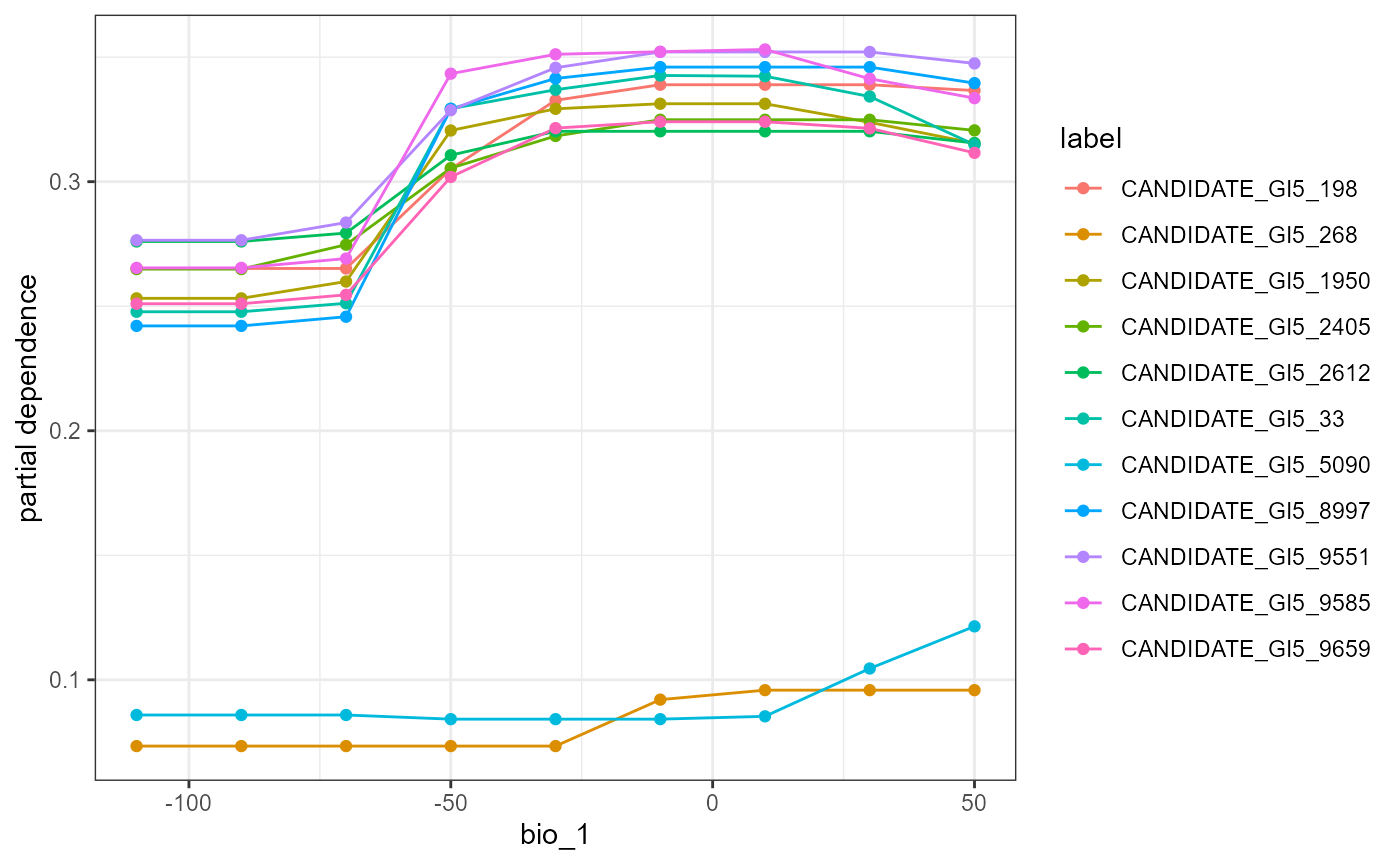 partial dependence
0.3
0.2
0.1
-100
-50
0
50
bio_1
label
CANDIDATE_GI5_198
CANDIDATE_GI5_268
CANDIDATE_GI5_1950
CANDIDATE_GI5_2405
CANDIDATE_GI5_2612
CANDIDATE_GI5_33
CANDIDATE_GI5_5090
CANDIDATE_GI5_8997
CANDIDATE_GI5_9551
CANDIDATE_GI5_9585
CANDIDATE_GI5_9659